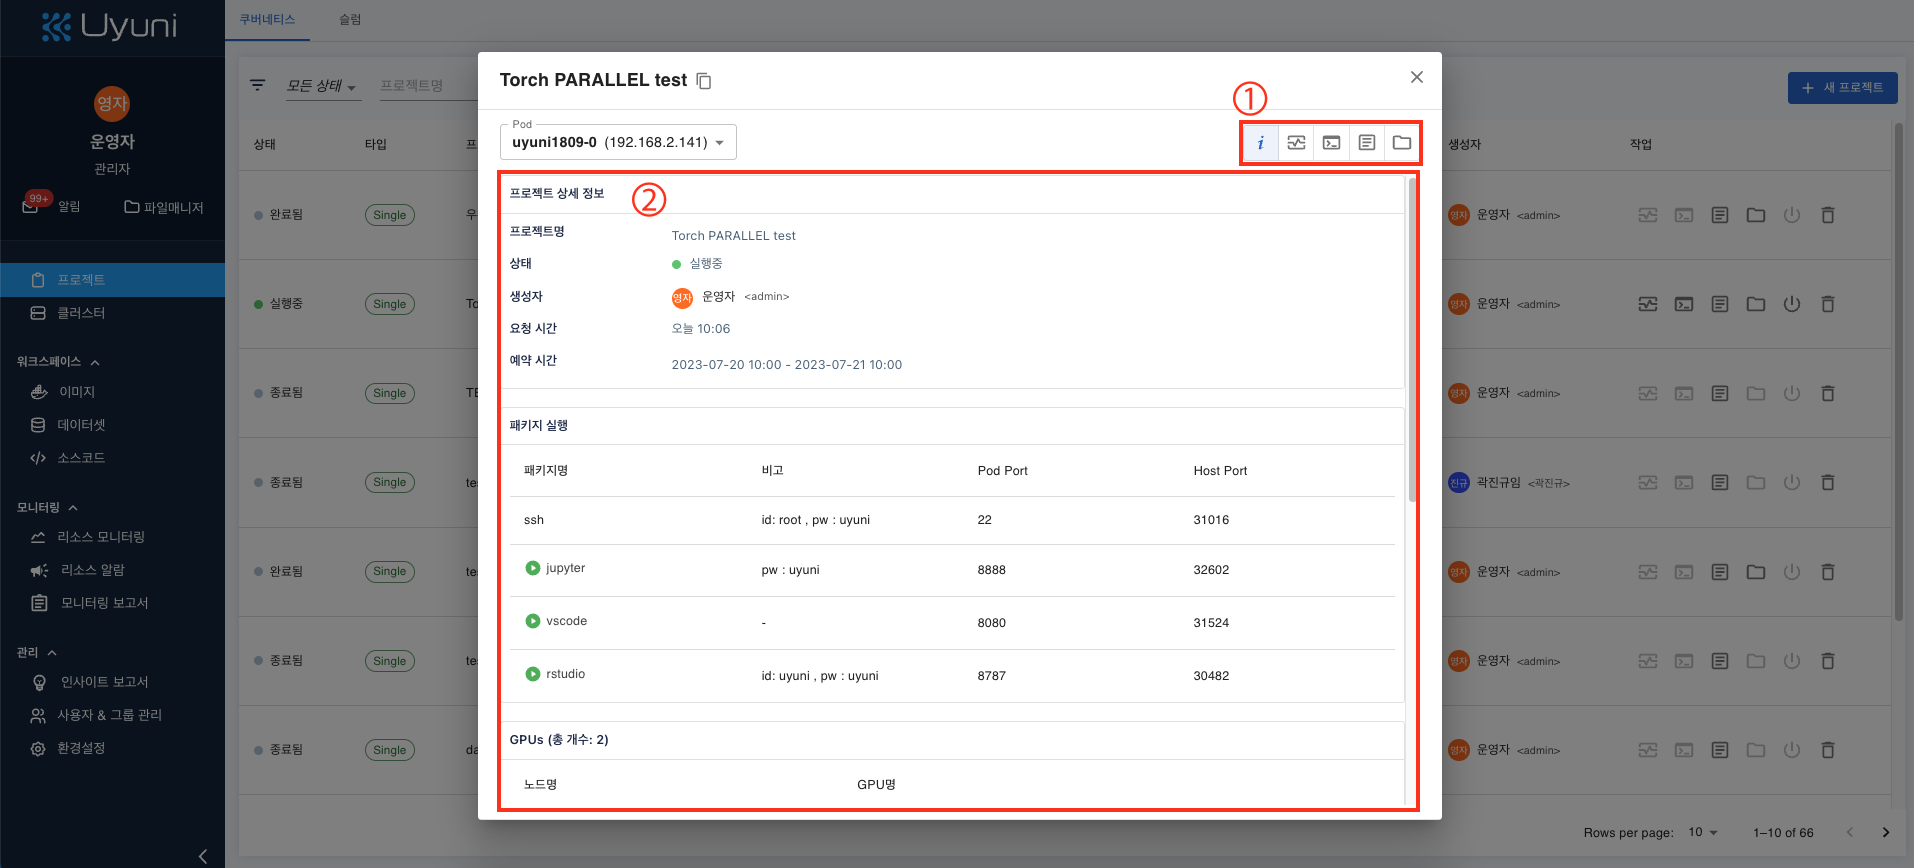 Uyuni
쿠버네티스
슬럼
영자
운영자
관리자
99+
알림
파일매니저
프로젝트
클러스터
워크스페이스
이미지
데이터셋
소스코드
모니터링
리소스 모니터링
리소스 알람
모니터링 보고서
관리
인사이트 보고서
사용자 & 그룹 관리
환경설정
모든 상태
프로젝트명
+ 새 프로젝트
상태 타입 프 생성자 작업
완료됨 Single 우 영자 운영자 <admin>
실행중 Single To 영자 운영자 <admin>
종료됨 Single TE 영자 운영자 <admin>
종료됨 Single te 진규 곽진규임 <곽진규>
완료됨 Single te 영자 운영자 <admin>
종료됨 Single te 영자 운영자 <admin>
종료됨 Single da 영자 운영자 <admin>
Rows per page: 10 1–10 of 66
Torch PARALLEL test
①
Pod
uyuni1809-0 (192.168.2.141)
i
프로젝트 상세 정보
②
프로젝트명 Torch PARALLEL test
상태 실행중
생성자 영자 운영자 <admin>
요청 시간 오늘 10:06
예약 시간 2023-07-20 10:00 - 2023-07-21 10:00
패키지 실행
패키지명 비고 Pod Port Host Port
ssh id: root , pw : uyuni 22 31016
jupyter pw : uyuni 8888 32602
vscode - 8080 31524
rstudio id: uyuni , pw : uyuni 8787 30482
GPUs (총 개수: 2)
노드명 GPU명